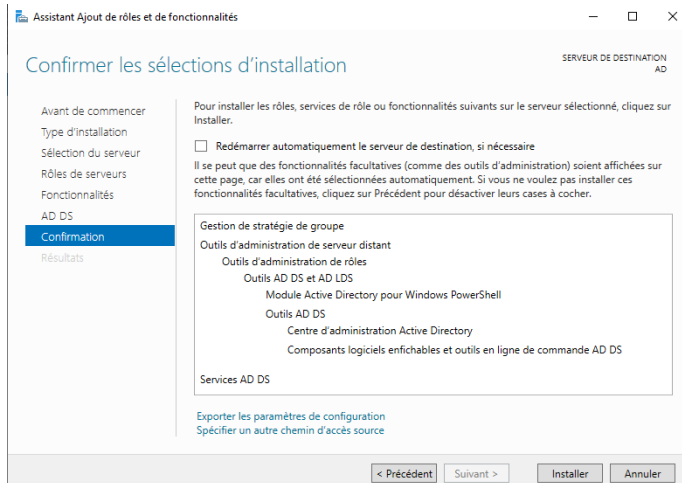 Assistant Ajout de rôles et de fonctionnalités
Confirmer les sélections d'installation
SERVEUR DE DESTINATION
AD
Avant de commencer
Type d'installation
Sélection du serveur
Rôles de serveurs
Fonctionnalités
AD DS
Confirmation
Résultats
Pour installer les rôles, services de rôle ou fonctionnalités suivants sur le serveur sélectionné, cliquez sur
Installer.
Redémarrer automatiquement le serveur de destination, si nécessaire
Il se peut que des fonctionnalités facultatives (comme des outils d'administration) soient affichées sur
cette page, car elles ont été sélectionnées automatiquement. Si vous ne voulez pas installer ces
fonctionnalités facultatives, cliquez sur Précédent pour désactiver leurs cases à cocher.
Gestion de stratégie de groupe
Outils d'administration de serveur distant
Outils d'administration de rôles
Outils AD DS et AD LDS
Module Active Directory pour Windows PowerShell
Outils AD DS
Centre d'administration Active Directory
Composants logiciels enfichables et outils en ligne de commande AD DS
Services AD DS
Exporter les paramètres de configuration
Spécifier un autre chemin d'accès source
< Précédent Suivant > Installer Annuler